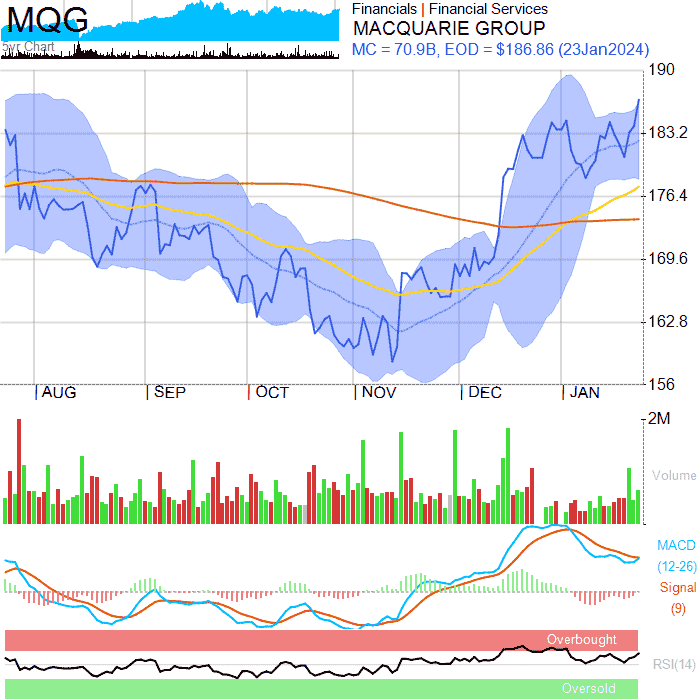 MQG
5yr Chart
Financials | Financial Services
MACQUARIE GROUP
MC = 70.9B, EOD = $186.86 (23Jan2024)
190
183.2
176.4
169.6
162.8
156
AUG SEP OCT NOV DEC JAN
2M
Volume
MACD
(12-26)
Signal
(9)
Overbought
RSI(14)
Oversold